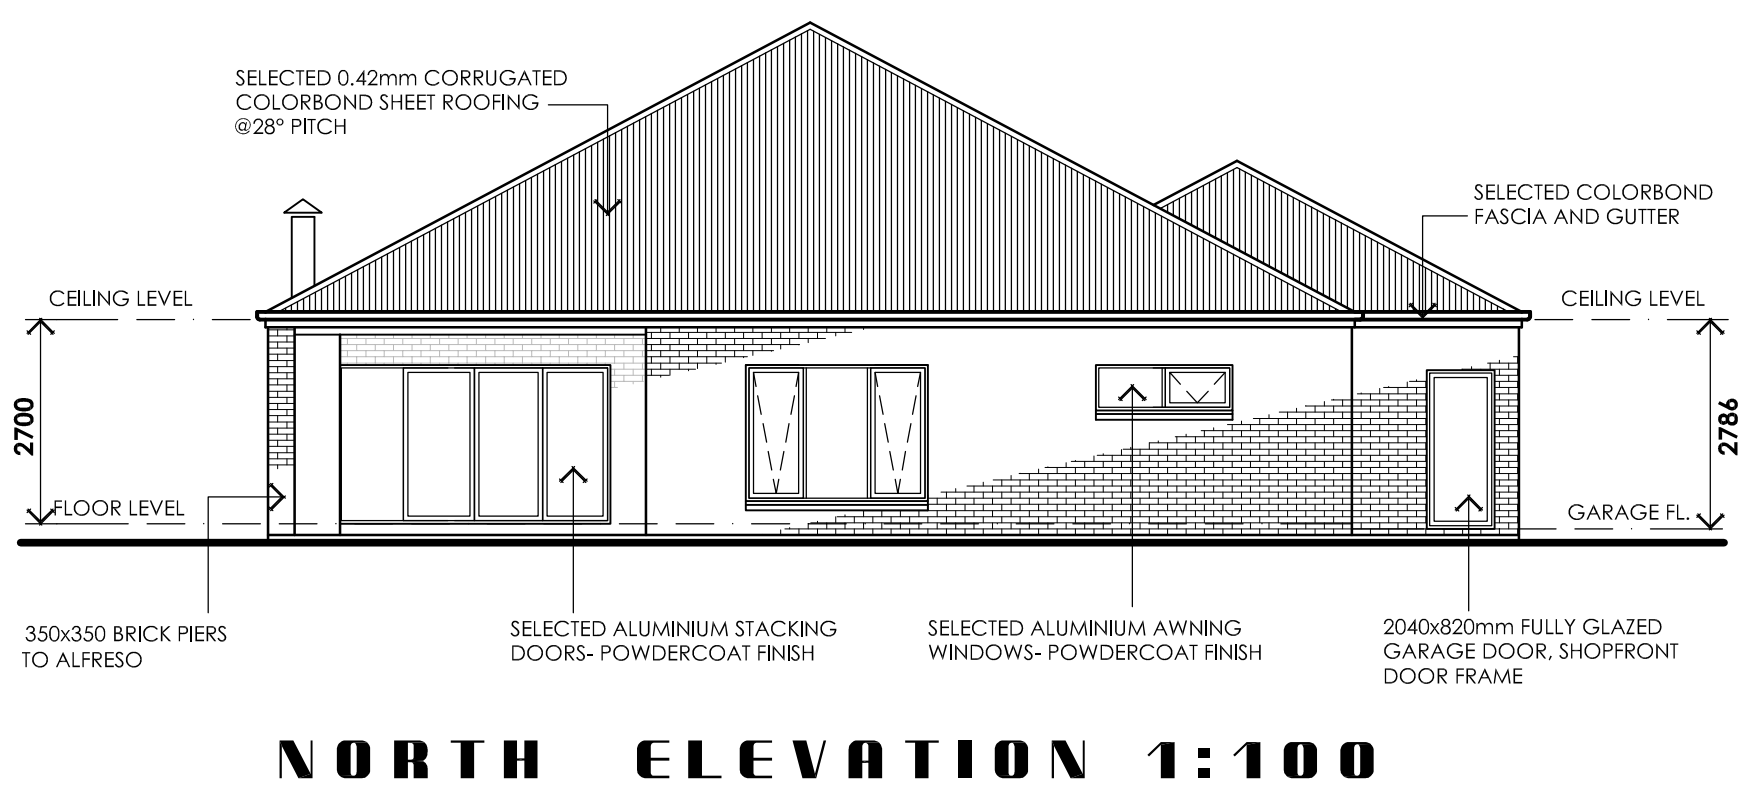 SELECTED 0.42mm CORRUGATED
COLORBOND SHEET ROOFING
@28° PITCH
SELECTED COLORBOND
FASCIA AND GUTTER
CEILING LEVEL
CEILING LEVEL
2700
2786
FLOOR LEVEL
GARAGE FL.
350x350 BRICK PIERS
TO ALFRESO
SELECTED ALUMINIUM STACKING
DOORS- POWDERCOAT FINISH
SELECTED ALUMINIUM AWNING
WINDOWS- POWDERCOAT FINISH
2040x820mm FULLY GLAZED
GARAGE DOOR, SHOPFRONT
DOOR FRAME
NORTH ELEVATION 1:100